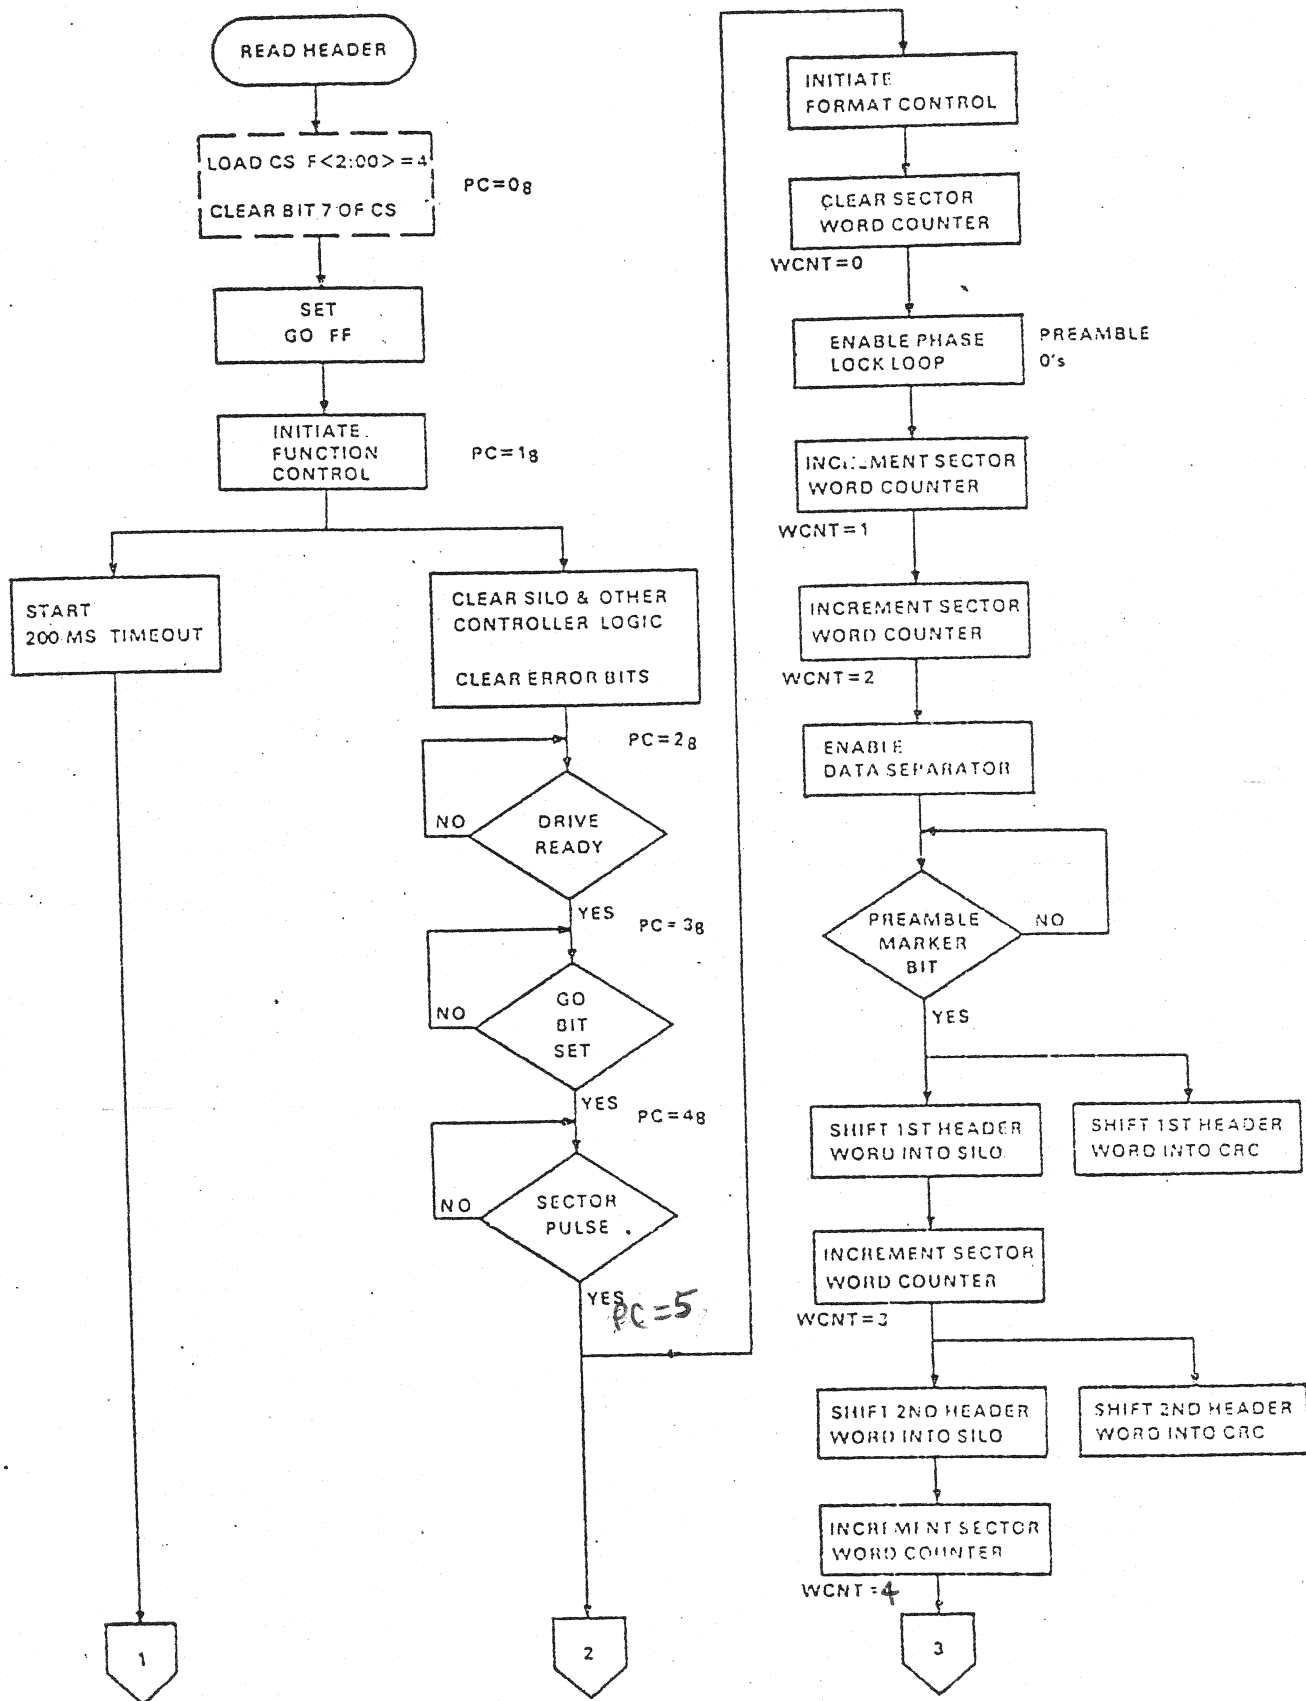 READ HEADER
LOAD CS F<2:00> = 4
CLEAR BIT 7 OF CS
PC=0₈
SET
GO FF
INITIATE.
FUNCTION
CONTROL
PC=1₈
START
200 MS TIMEOUT
CLEAR SILO & OTHER
CONTROLLER LOGIC
CLEAR ERROR BITS
PC=2₈
DRIVE
READY
NO
YES
PC=3₈
GO
BIT
SET
NO
YES
PC=4₈
SECTOR
PULSE
NO
YES
PC=5
1
2
INITIATE
FORMAT CONTROL
CLEAR SECTOR
WORD COUNTER
WCNT=0
ENABLE PHASE
LOCK LOOP
PREAMBLE
0's
INCREMENT SECTOR
WORD COUNTER
WCNT=1
INCREMENT SECTOR
WORD COUNTER
WCNT=2
ENABLE
DATA SEPARATOR
PREAMBLE
MARKER
BIT
NO
YES
SHIFT 1ST HEADER
WORD INTO SILO
SHIFT 1ST HEADER
WORD INTO CRC
INCREMENT SECTOR
WORD COUNTER
WCNT=3
SHIFT 2ND HEADER
WORD INTO SILO
SHIFT 2ND HEADER
WORD INTO CRC
INCREMENT SECTOR
WORD COUNTER
WCNT=4
3